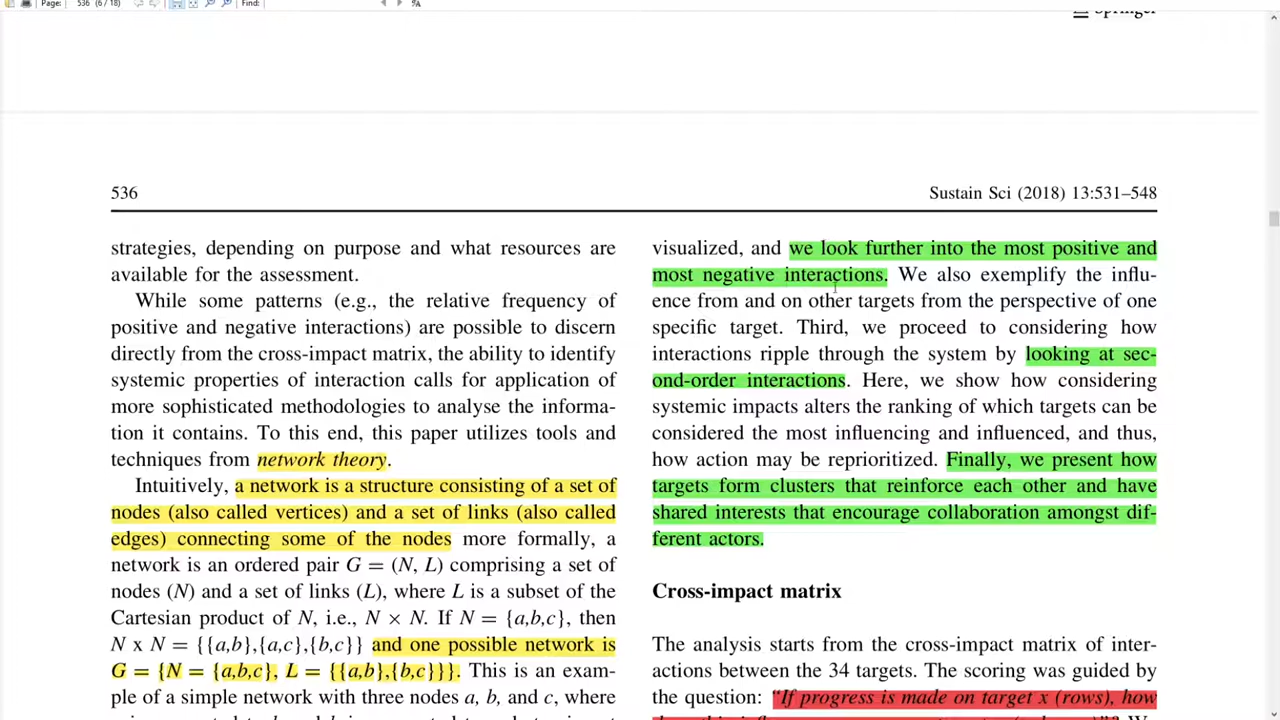 Page: 536 (6 / 18) Find:
Springer
536 Sustain Sci (2018) 13:531–548
strategies, depending on purpose and what resources are
available for the assessment.
While some patterns (e.g., the relative frequency of
positive and negative interactions) are possible to discern
directly from the cross-impact matrix, the ability to identify
systemic properties of interaction calls for application of
more sophisticated methodologies to analyse the informa-
tion it contains. To this end, this paper utilizes tools and
techniques from network theory.
Intuitively, a network is a structure consisting of a set of
nodes (also called vertices) and a set of links (also called
edges) connecting some of the nodes more formally, a
network is an ordered pair G = (N, L) comprising a set of
nodes (N) and a set of links (L), where L is a subset of the
Cartesian product of N, i.e., N × N. If N = {a,b,c}, then
N x N = {{a,b},{a,c},{b,c}} and one possible network is
G = {N = {a,b,c}, L = {{a,b},{b,c}}}. This is an exam-
ple of a simple network with three nodes a, b, and c, where
visualized, and we look further into the most positive and
most negative interactions. We also exemplify the influ-
ence from and on other targets from the perspective of one
specific target. Third, we proceed to considering how
interactions ripple through the system by looking at sec-
ond-order interactions. Here, we show how considering
systemic impacts alters the ranking of which targets can be
considered the most influencing and influenced, and thus,
how action may be reprioritized. Finally, we present how
targets form clusters that reinforce each other and have
shared interests that encourage collaboration amongst dif-
ferent actors.
Cross-impact matrix
The analysis starts from the cross-impact matrix of inter-
actions between the 34 targets. The scoring was guided by
the question: "If progress is made on target x (rows), how